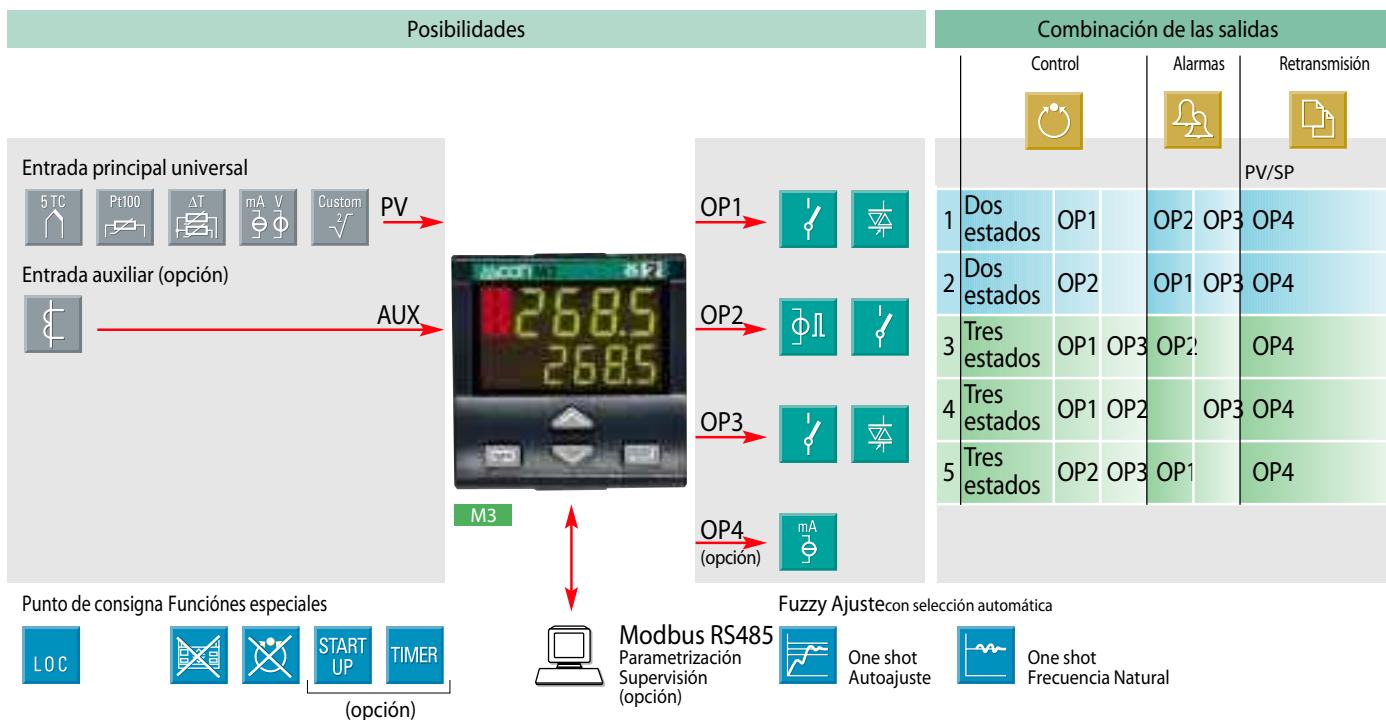 Posibilidades
Combinación de las salidas
Control
Alarmas
Retransmisión
PV/SP
Entrada principal universal
5 TC
Pt100
ΔT
mA V
Custom
2√
PV
Entrada auxiliar (opción)
AUX
268.5
268.5
M3
OP1
OP2
OP3
OP4
(opción)
mA
1 Dos estados OP1 OP2 OP3 OP4
2 Dos estados OP2 OP1 OP3 OP4
3 Tres estados OP1 OP3 OP2 OP4
4 Tres estados OP1 OP2 OP3 OP4
5 Tres estados OP2 OP3 OP1 OP4
Punto de consigna Funciónes especiales
LOC
START UP
TIMER
(opción)
Modbus RS485
Parametrización
Supervisión
(opción)
Fuzzy Ajuste con selección automática
One shot
Autoajuste
One shot
Frecuencia Natural